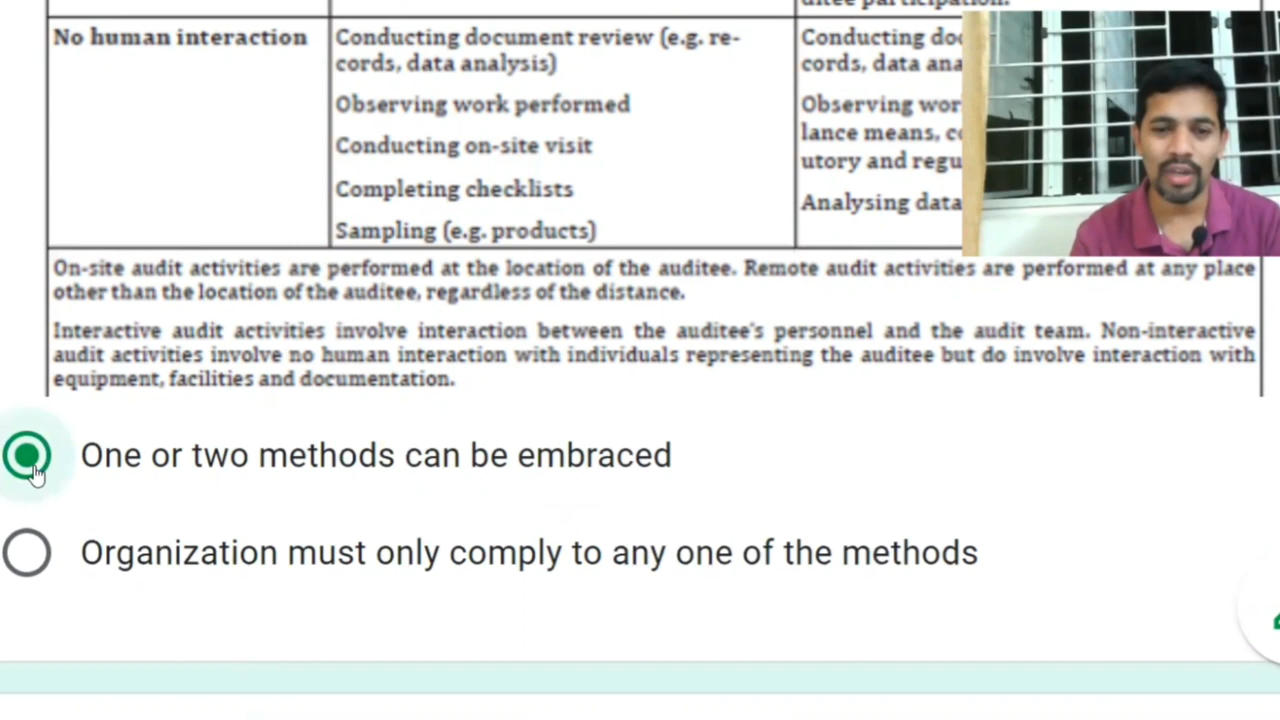 No human interaction
Conducting document review (e.g. re-
cords, data analysis)
Observing work performed
Conducting on-site visit
Completing checklists
Sampling (e.g. products)
Conducting
cords, data
Observing
lance means,
utory and
Analysing data
On-site audit activities are performed at the location of the auditee. Remote audit activities are performed at any place
other than the location of the auditee, regardless of the distance.
Interactive audit activities involve interaction between the auditee's personnel and the audit team. Non-interactive
audit activities involve no human interaction with individuals representing the auditee but do involve interaction with
equipment, facilities and documentation.
One or two methods can be embraced
Organization must only comply to any one of the methods